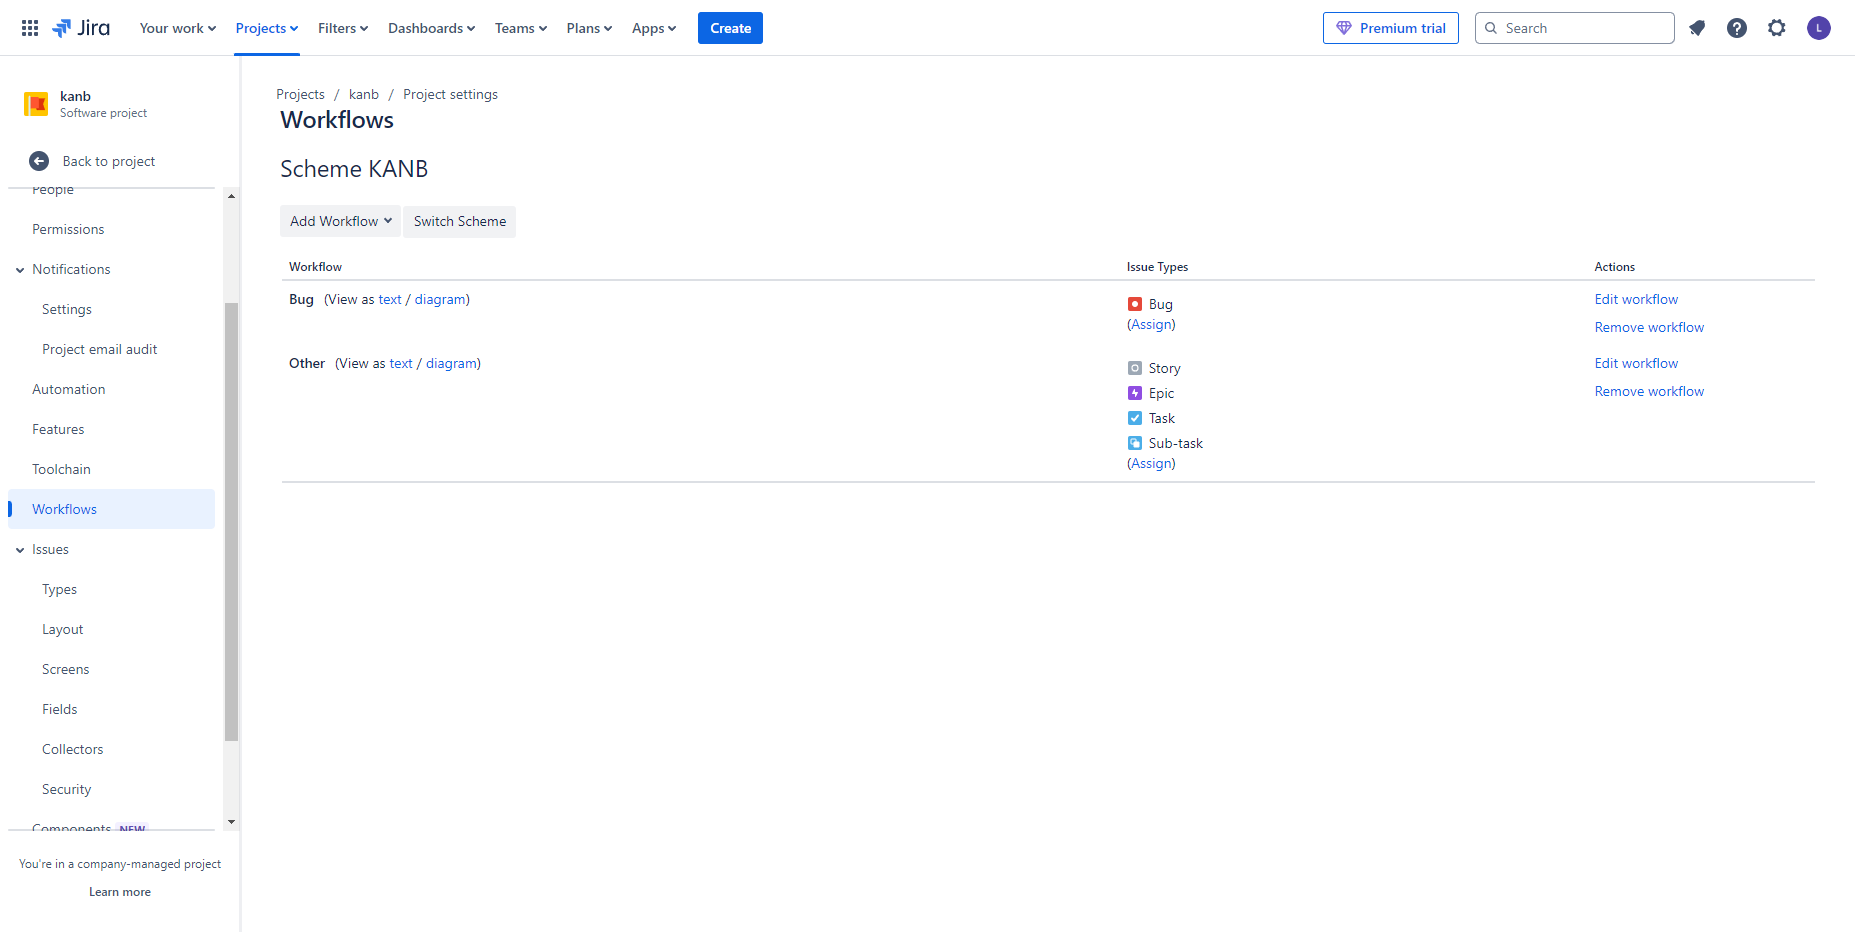 Jira Your work Projects Filters Dashboards Teams Plans Apps Create Premium trial Search L
kanb
Software project
Back to project
People
Permissions
Notifications
Settings
Project email audit
Automation
Features
Toolchain
Workflows
Issues
Types
Layout
Screens
Fields
Collectors
Security
Components NEW
You're in a company-managed project
Learn more
Projects / kanb / Project settings
Workflows
Scheme KANB
Add Workflow Switch Scheme
Workflow Issue Types Actions
Bug (View as text / diagram) Bug Edit workflow
(Assign) Remove workflow
Other (View as text / diagram) Story Edit workflow
Epic Remove workflow
Task
Sub-task
(Assign)